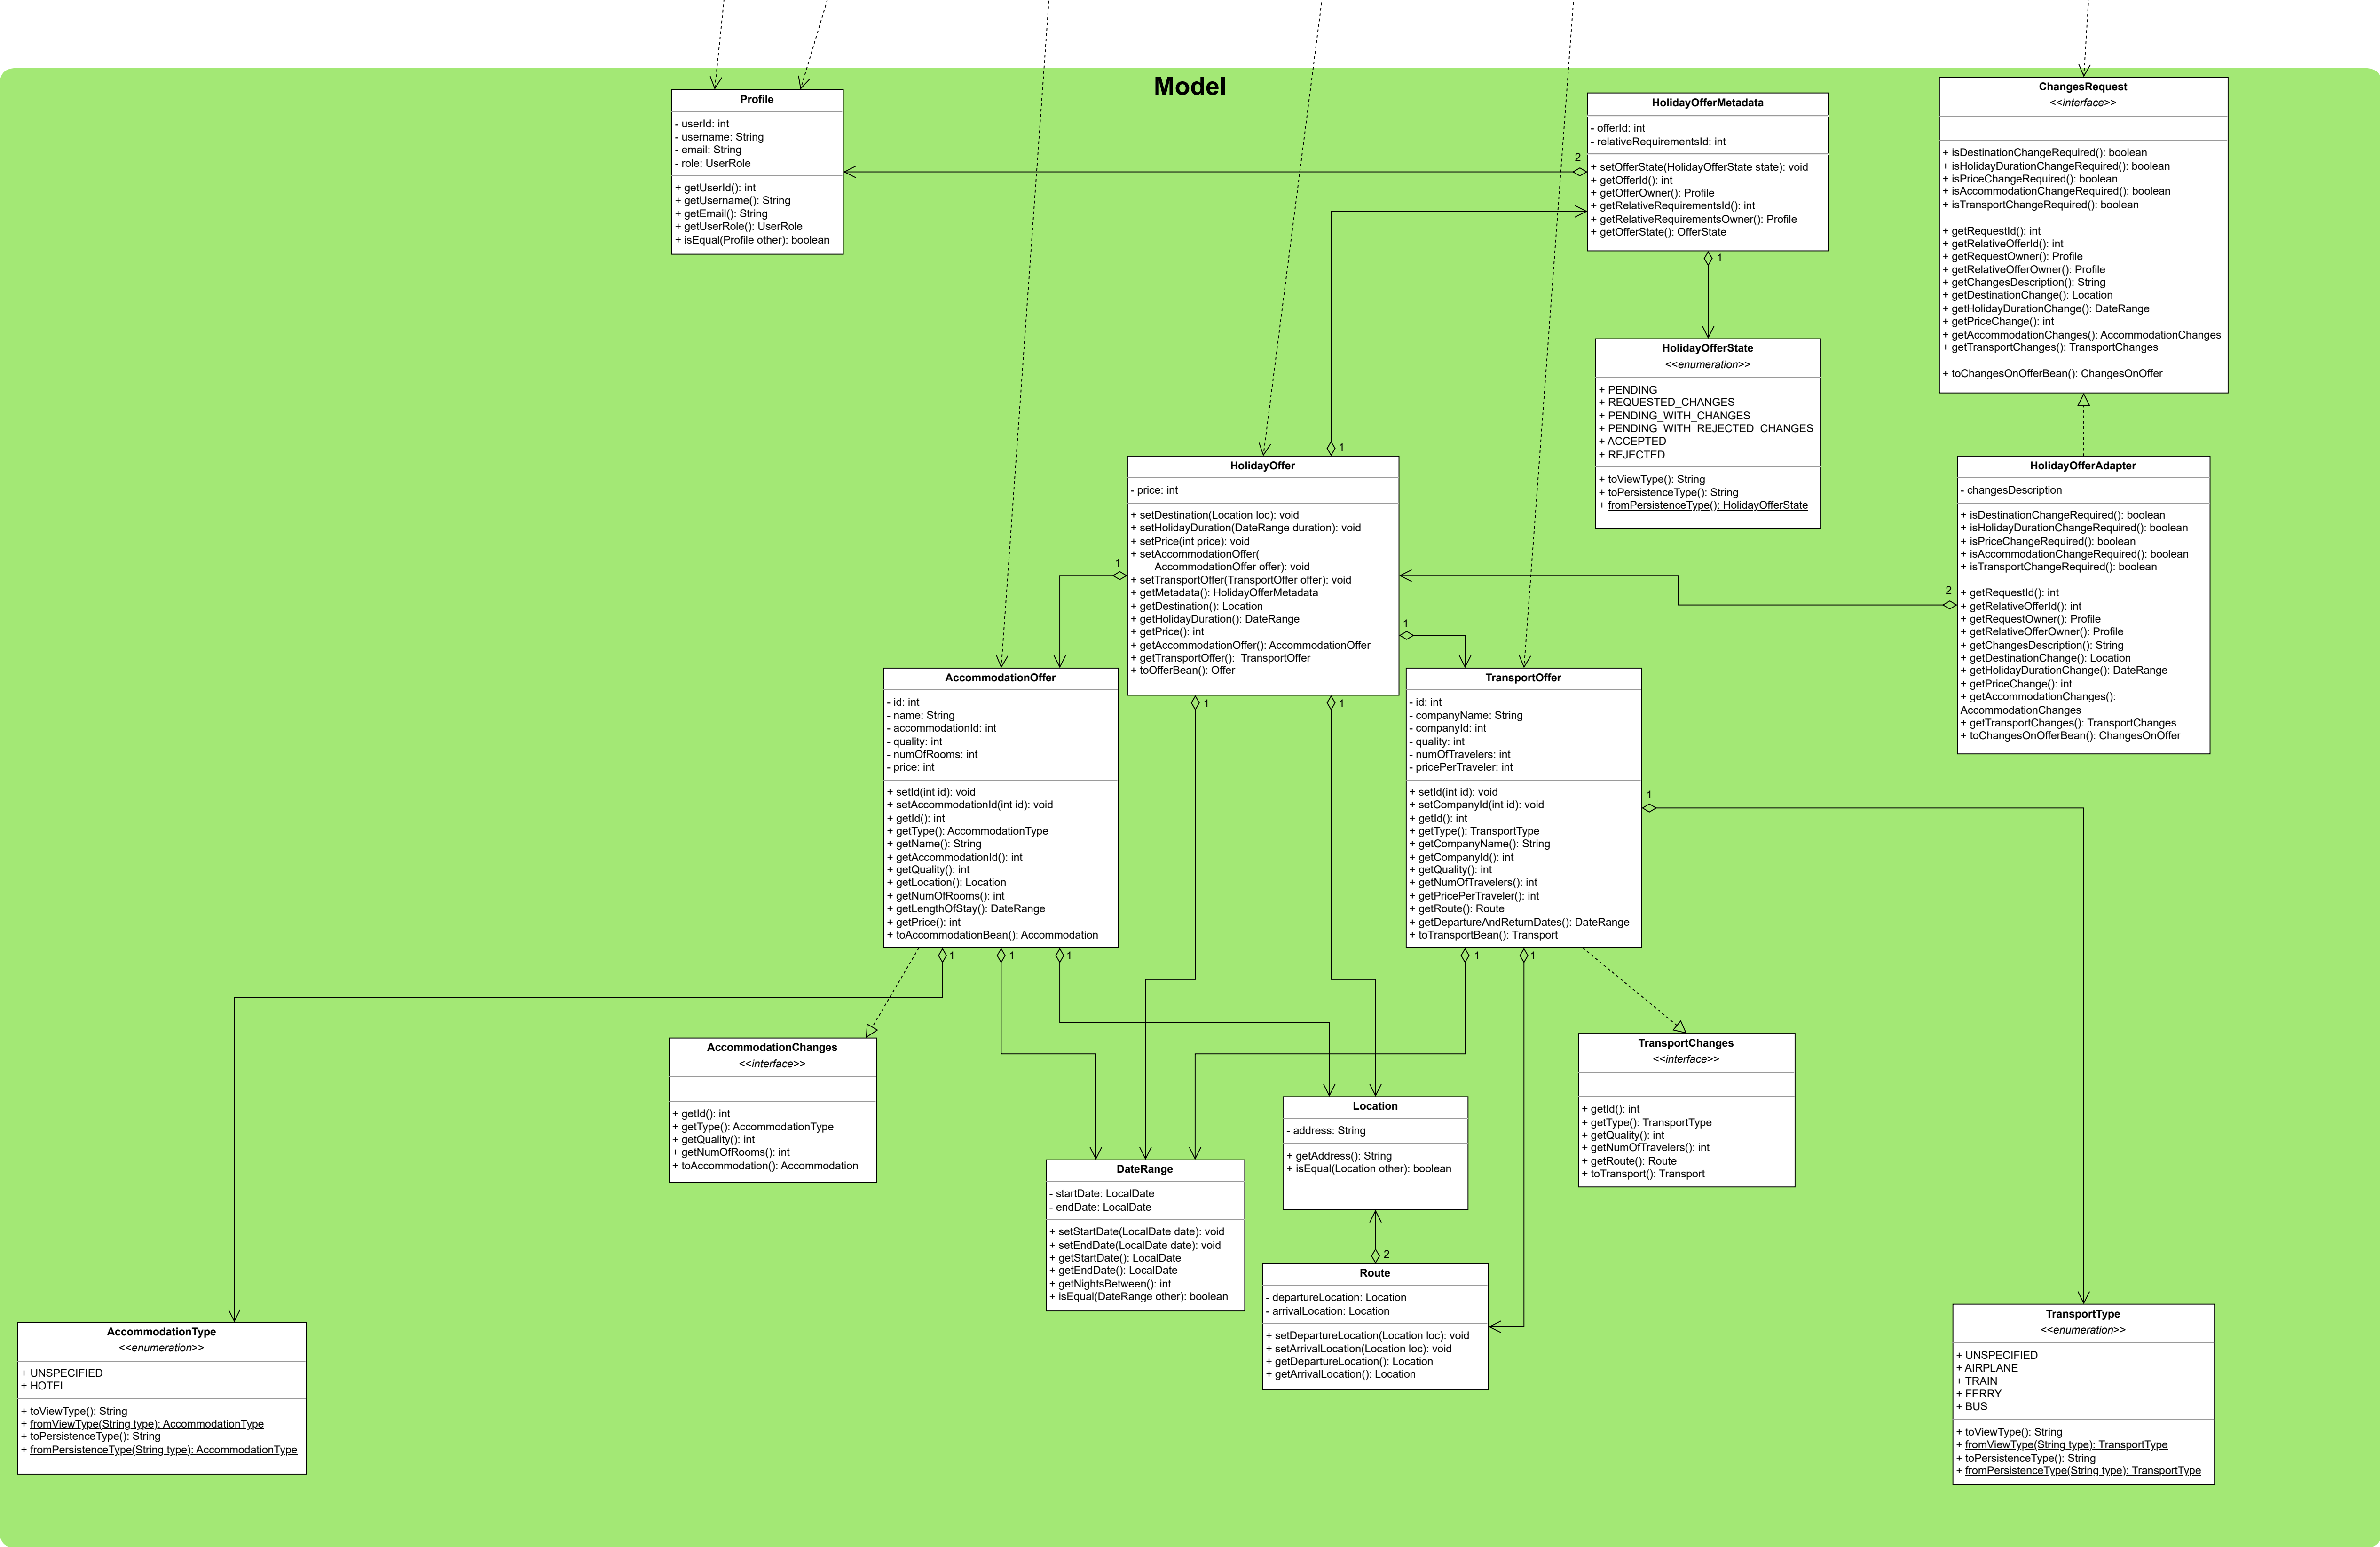 Model
Profile
- userId: int
- username: String
- email: String
- role: UserRole
+ getUserId(): int
+ getUsername(): String
+ getEmail(): String
+ getUserRole(): UserRole
+ isEqual(Profile other): boolean
HolidayOfferMetadata
- offerId: int
- relativeRequirementsId: int
+ setOfferState(HolidayOfferState state): void
+ getOfferId(): int
+ getOfferOwner(): Profile
+ getRelativeRequirementsId(): int
+ getRelativeRequirementsOwner(): Profile
+ getOfferState(): OfferState
2
1
ChangesRequest
<<interface>>
+ isDestinationChangeRequired(): boolean
+ isHolidayDurationChangeRequired(): boolean
+ isPriceChangeRequired(): boolean
+ isAccommodationChangeRequired(): boolean
+ isTransportChangeRequired(): boolean
+ getRequestId(): int
+ getRelativeOfferId(): int
+ getRequestOwner(): Profile
+ getRelativeOfferOwner(): Profile
+ getChangesDescription(): String
+ getDestinationChange(): Location
+ getHolidayDurationChange(): DateRange
+ getPriceChange(): int
+ getAccommodationChanges(): AccommodationChanges
+ getTransportChanges(): TransportChanges
+ toChangesOnOfferBean(): ChangesOnOffer
HolidayOfferState
<<enumeration>>
+ PENDING
+ REQUESTED_CHANGES
+ PENDING_WITH_CHANGES
+ PENDING_WITH_REJECTED_CHANGES
+ ACCEPTED
+ REJECTED
+ toViewType(): String
+ toPersistenceType(): String
+ fromPersistenceType(): HolidayOfferState
HolidayOffer
- price: int
+ setDestination(Location loc): void
+ setHolidayDuration(DateRange duration): void
+ setPrice(int price): void
+ setAccommodationOffer(
AccommodationOffer offer): void
+ setTransportOffer(TransportOffer offer): void
+ getMetadata(): HolidayOfferMetadata
+ getDestination(): Location
+ getHolidayDuration(): DateRange
+ getPrice(): int
+ getAccommodationOffer(): AccommodationOffer
+ getTransportOffer(): TransportOffer
+ toOfferBean(): Offer
1
1
1
1
1
HolidayOfferAdapter
- changesDescription
+ isDestinationChangeRequired(): boolean
+ isHolidayDurationChangeRequired(): boolean
+ isPriceChangeRequired(): boolean
+ isAccommodationChangeRequired(): boolean
+ isTransportChangeRequired(): boolean
+ getRequestId(): int
+ getRelativeOfferId(): int
+ getRequestOwner(): Profile
+ getRelativeOfferOwner(): Profile
+ getChangesDescription(): String
+ getDestinationChange(): Location
+ getHolidayDurationChange(): DateRange
+ getPriceChange(): int
+ getAccommodationChanges():
AccommodationChanges
+ getTransportChanges(): TransportChanges
+ toChangesOnOfferBean(): ChangesOnOffer
2
AccommodationOffer
- id: int
- name: String
- accommodationId: int
- quality: int
- numOfRooms: int
- price: int
+ setId(int id): void
+ setAccommodationId(int id): void
+ getId(): int
+ getType(): AccommodationType
+ getName(): String
+ getAccommodationId(): int
+ getQuality(): int
+ getLocation(): Location
+ getNumOfRooms(): int
+ getLengthOfStay(): DateRange
+ getPrice(): int
+ toAccommodationBean(): Accommodation
1
1
1
TransportOffer
- id: int
- companyName: String
- companyId: int
- quality: int
- numOfTravelers: int
- pricePerTraveler: int
+ setId(int id): void
+ setCompanyId(int id): void
+ getId(): int
+ getType(): TransportType
+ getCompanyName(): String
+ getCompanyId(): int
+ getQuality(): int
+ getNumOfTravelers(): int
+ getPricePerTraveler(): int
+ getRoute(): Route
+ getDepartureAndReturnDates(): DateRange
+ toTransportBean(): Transport
1
1
1
AccommodationChanges
<<interface>>
+ getId(): int
+ getType(): AccommodationType
+ getQuality(): int
+ getNumOfRooms(): int
+ toAccommodation(): Accommodation
TransportChanges
<<interface>>
+ getId(): int
+ getType(): TransportType
+ getQuality(): int
+ getNumOfTravelers(): int
+ getRoute(): Route
+ toTransport(): Transport
Location
- address: String
+ getAddress(): String
+ isEqual(Location other): boolean
DateRange
- startDate: LocalDate
- endDate: LocalDate
+ setStartDate(LocalDate date): void
+ setEndDate(LocalDate date): void
+ getStartDate(): LocalDate
+ getEndDate(): LocalDate
+ getNightsBetween(): int
+ isEqual(DateRange other): boolean
2
Route
- departureLocation: Location
- arrivalLocation: Location
+ setDepartureLocation(Location loc): void
+ setArrivalLocation(Location loc): void
+ getDepartureLocation(): Location
+ getArrivalLocation(): Location
AccommodationType
<<enumeration>>
+ UNSPECIFIED
+ HOTEL
+ toViewType(): String
+ fromViewType(String type): AccommodationType
+ toPersistenceType(): String
+ fromPersistenceType(String type): AccommodationType
TransportType
<<enumeration>>
+ UNSPECIFIED
+ AIRPLANE
+ TRAIN
+ FERRY
+ BUS
+ toViewType(): String
+ fromViewType(String type): TransportType
+ toPersistenceType(): String
+ fromPersistenceType(String type): TransportType